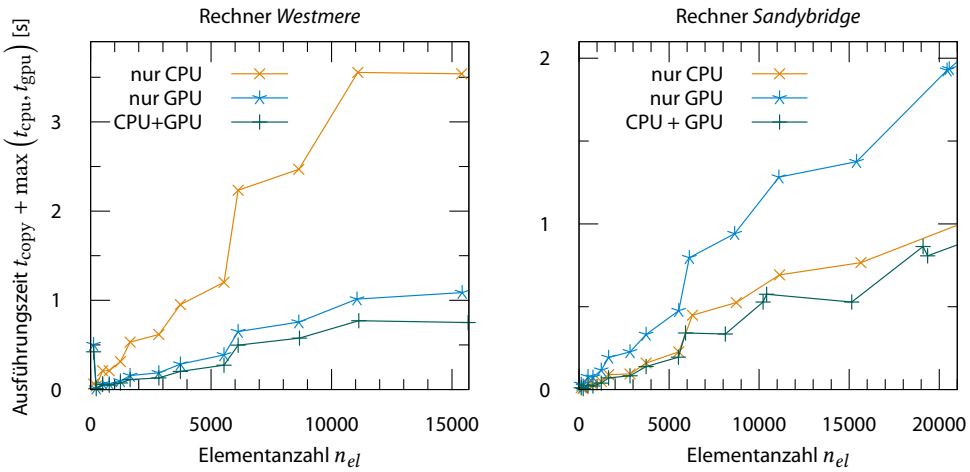 Rechner Westmere
Ausführungszeit t_copy + max (t_cpu, t_gpu) [s]
nur CPU
nur GPU
CPU+GPU
3
2
1
0
0 5000 10000 15000
Elementanzahl n_el
Rechner Sandybridge
nur CPU
nur GPU
CPU + GPU
2
1
0
0 5000 10000 15000 20000
Elementanzahl n_el